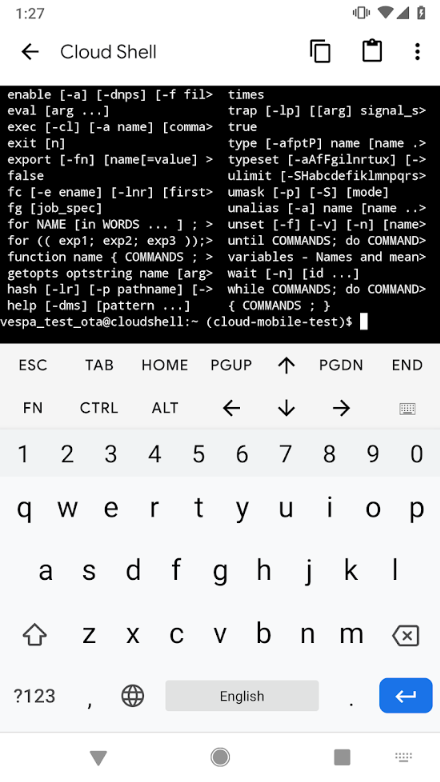 1:27
Cloud Shell
enable [-a] [-dnps] [-f fil> times
eval [arg ...] trap [-lp] [[arg] signal_s>
exec [-cl] [-a name] [comma> true
exit [n] type [-afptP] name [name .>
export [-fn] [name[=value] > typeset [-aAfFgilnrtux] [->
false ulimit [-SHabcdefiklmnpqrs>
fc [-e ename] [-lnr] [first> umask [-p] [-S] [mode]
fg [job_spec] unalias [-a] name [name ..>
for NAME [in WORDS ... ] ; > unset [-f] [-v] [-n] [name>
for (( exp1; exp2; exp3 ));> until COMMANDS; do COMMAND>
function name { COMMANDS ; > variables - Names and mean>
getopts optstring name [arg> wait [-n] [id ...]
hash [-lr] [-p pathname] [-> while COMMANDS; do COMMAND>
help [-dms] [pattern ...] { COMMANDS ; }
vespa_test_ota@cloudshell:~ (cloud-mobile-test)$
ESC TAB HOME PGUP ↑ PGDN END
FN CTRL ALT ← ↓ →
1 2 3 4 5 6 7 8 9 0
q w e r t y u i o p
a s d f g h j k l
z x c v b n m
?123 , English .